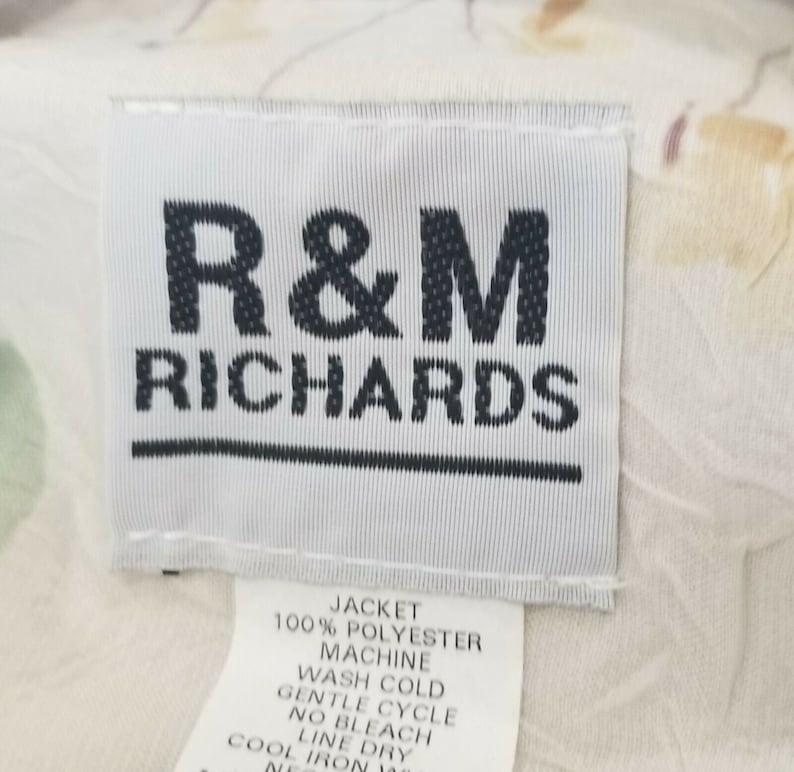 R&M
RICHARDS
JACKET
100% POLYESTER
MACHINE
WASH COLD
GENTLE CYCLE
NO BLEACH
LINE DRY
COOL IRON